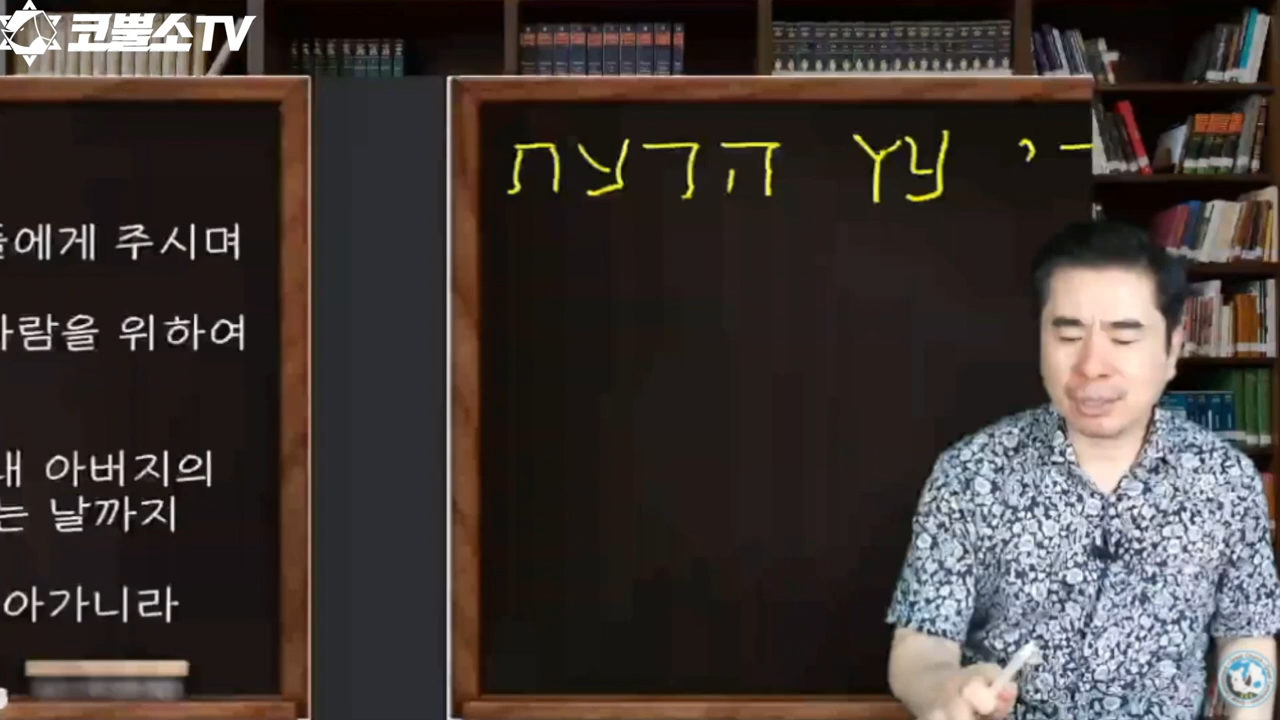 코뿔소TV
들에게 주시며
사람을 위하여
내 아버지의
는 날까지
아가니라
עץ הדעת